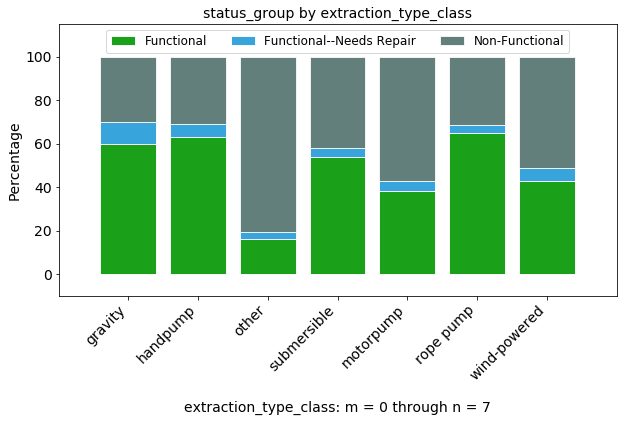 status_group by extraction_type_class
Functional
Functional--Needs Repair
Non-Functional
Percentage
100
80
60
40
20
0
gravity
handpump
other
submersible
motorpump
rope pump
wind-powered
extraction_type_class: m = 0 through n = 7